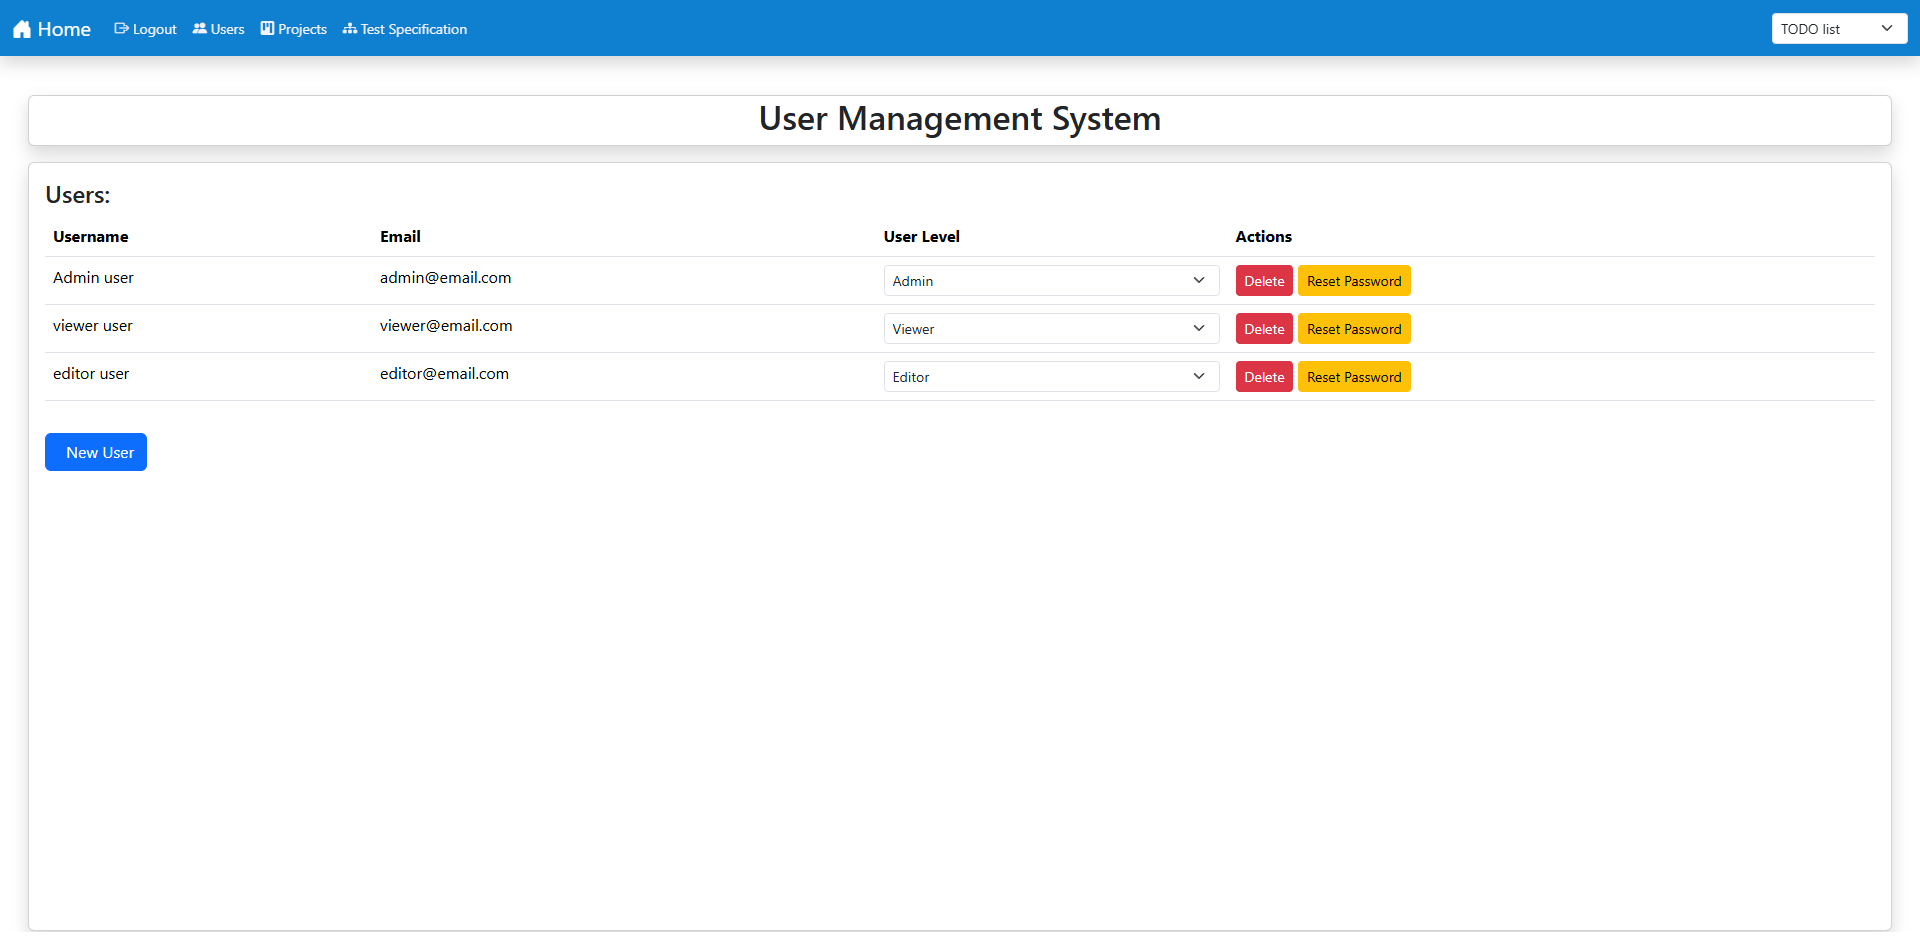 Home Logout Users Projects Test Specification TODO list
User Management System
Users:
Username Email User Level Actions
Admin user admin@email.com Admin Delete Reset Password
viewer user viewer@email.com Viewer Delete Reset Password
editor user editor@email.com Editor Delete Reset Password
New User